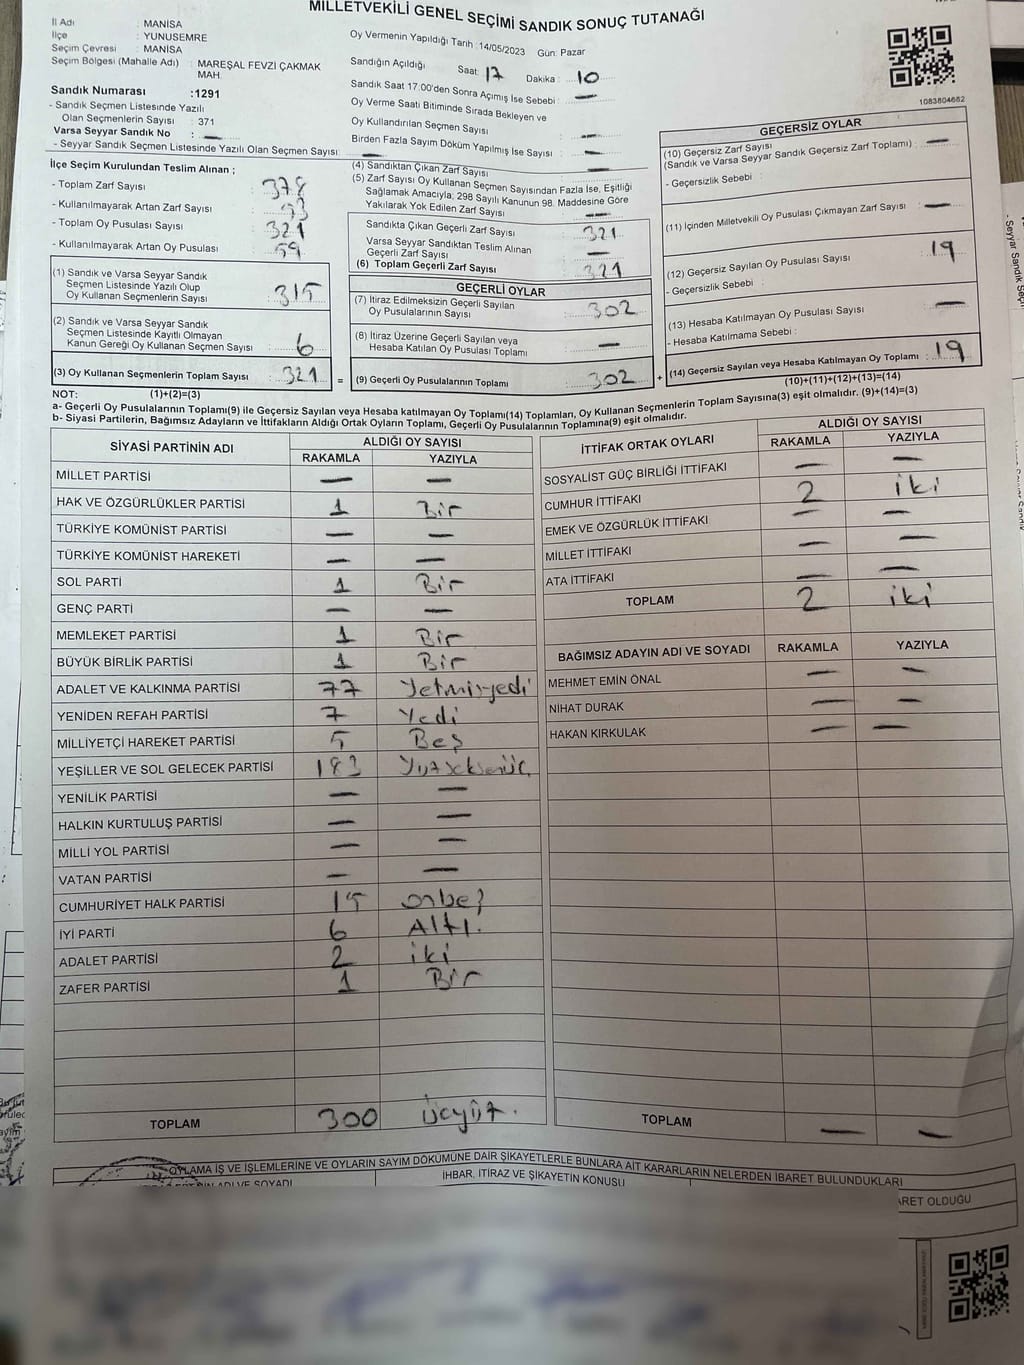 MİLLETVEKİLİ GENEL SEÇİMİ SANDIK SONUÇ TUTANAĞI
İl Adı : MANİSA
İlçe : YUNUSEMRE
Seçim Çevresi : MANİSA
Seçim Bölgesi (Mahalle Adı) : MAREŞAL FEVZİ ÇAKMAK MAH.
Sandık Numarası :1291
- Sandık Seçmen Listesinde Yazılı
Olan Seçmenlerin Sayısı : 371
Varsa Seyyar Sandık No : —
- Seyyar Sandık Seçmen Listesinde Yazılı Olan Seçmen Sayısı: —
Oy Vermenin Yapıldığı Tarih :14/05/2023 Gün: Pazar
Sandığın Açıldığı Saat: 17 Dakika : 10
Sandık Saat 17.00'den Sonra Açımış İse Sebebi : —
Oy Verme Saati Bitiminde Sırada Bekleyen ve
Oy Kullandırılan Seçmen Sayısı : —
Birden Fazla Sayım Döküm Yapılmış İse Sayısı : —
1083804662
İlçe Seçim Kurulundan Teslim Alınan ;
- Toplam Zarf Sayısı : 378
- Kullanılmayarak Artan Zarf Sayısı
- Toplam Oy Pusulası Sayısı : 321
- Kullanılmayarak Artan Oy Pusulası : 59
(1) Sandık ve Varsa Seyyar Sandık
Seçmen Listesinde Yazılı Olup
Oy Kullanan Seçmenlerin Sayısı : 315
(2) Sandık ve Varsa Seyyar Sandık
Seçmen Listesinde Kayıtlı Olmayan
Kanun Gereği Oy Kullanan Seçmen Sayısı : 6
(3) Oy Kullanan Seçmenlerin Toplam Sayısı : 321
(4) Sandıktan Çıkan Zarf Sayısı : —
(5) Zarf Sayısı Oy Kullanan Seçmen Sayısından Fazla İse, Eşitliği
Sağlamak Amacıyla, 298 Sayılı Kanunun 98. Maddesine Göre
Yakılarak Yok Edilen Zarf Sayısı : —
Sandıkta Çıkan Geçerli Zarf Sayısı : 321
Varsa Seyyar Sandıktan Teslim Alınan
Geçerli Zarf Sayısı : —
(6) Toplam Geçerli Zarf Sayısı : 321
GEÇERLİ OYLAR
(7) İtiraz Edilmeksizin Geçerli Sayılan
Oy Pusulalarının Sayısı : 302
(8) İtiraz Üzerine Geçerli Sayılan veya
Hesaba Katılan Oy Pusulası Toplamı : —
= (9) Geçerli Oy Pusulalarının Toplamı : 302 +
GEÇERSİZ OYLAR
(10) Geçersiz Zarf Sayısı
(Sandık ve Varsa Seyyar Sandık Geçersiz Zarf Toplamı) : —
- Geçersizlik Sebebi :
(11) İçinden Milletvekili Oy Pusulası Çıkmayan Zarf Sayısı : —
(12) Geçersiz Sayılan Oy Pusulası Sayısı : 19
- Geçersizlik Sebebi :
(13) Hesaba Katılmayan Oy Pusulası Sayısı : —
- Hesaba Katılmama Sebebi :
(14) Geçersiz Sayılan veya Hesaba Katılmayan Oy Toplamı : 19
NOT: (1)+(2)=(3) (10)+(11)+(12)+(13)=(14)
a- Geçerli Oy Pusulalarının Toplamı(9) ile Geçersiz Sayılan veya Hesaba katılmayan Oy Toplamı(14) Toplamları, Oy Kullanan Seçmenlerin Toplam Sayısına(3) eşit olmalıdır. (9)+(14)=(3)
b- Siyasi Partilerin, Bağımsız Adayların ve İttifakların Aldığı Ortak Oyların Toplamı, Geçerli Oy Pusulalarının Toplamına(9) eşit olmalıdır.
SİYASİ PARTİNİN ADI ALDIĞI OY SAYISI
RAKAMLA YAZIYLA
MİLLET PARTİSİ — —
HAK VE ÖZGÜRLÜKLER PARTİSİ 1 Bir
TÜRKİYE KOMÜNİST PARTİSİ — —
TÜRKİYE KOMÜNİST HAREKETİ — —
SOL PARTİ 1 Bir
GENÇ PARTİ — —
MEMLEKET PARTİSİ 1 Bir
BÜYÜK BİRLİK PARTİSİ 1 Bir
ADALET VE KALKINMA PARTİSİ 77 Yetmişyedi
YENİDEN REFAH PARTİSİ 7 Yedi
MİLLİYETÇİ HAREKET PARTİSİ 5 Beş
YEŞİLLER VE SOL GELECEK PARTİSİ 183 Yüzseksenüç
YENİLİK PARTİSİ — —
HALKIN KURTULUŞ PARTİSİ — —
MİLLİ YOL PARTİSİ — —
VATAN PARTİSİ — —
CUMHURİYET HALK PARTİSİ 15 onbeş
İYİ PARTİ 6 Altı.
ADALET PARTİSİ 2 iki
ZAFER PARTİSİ 1 Bir
TOPLAM 300 üçyüz.
İTTİFAK ORTAK OYLARI ALDIĞI OY SAYISI
RAKAMLA YAZIYLA
SOSYALİST GÜÇ BİRLİĞİ İTTİFAKI — —
CUMHUR İTTİFAKI 2 iki
EMEK VE ÖZGÜRLÜK İTTİFAKI — —
MİLLET İTTİFAKI — —
ATA İTTİFAKI — —
TOPLAM 2 iki
BAĞIMSIZ ADAYIN ADI VE SOYADI RAKAMLA YAZIYLA
MEHMET EMİN ÖNAL — —
NİHAT DURAK — —
HAKAN KIRKULAK — —
TOPLAM — —
OYLAMA İŞ VE İŞLEMLERİNE VE OYLARIN SAYIM DÖKÜMÜNE DAİR ŞİKAYETLERLE BUNLARA AİT KARARLARIN NELERDEN İBARET BULUNDUKLARI
ADI VE SOYADI İHBAR, İTİRAZ VE ŞİKAYETİN KONUSU OLDUĞU